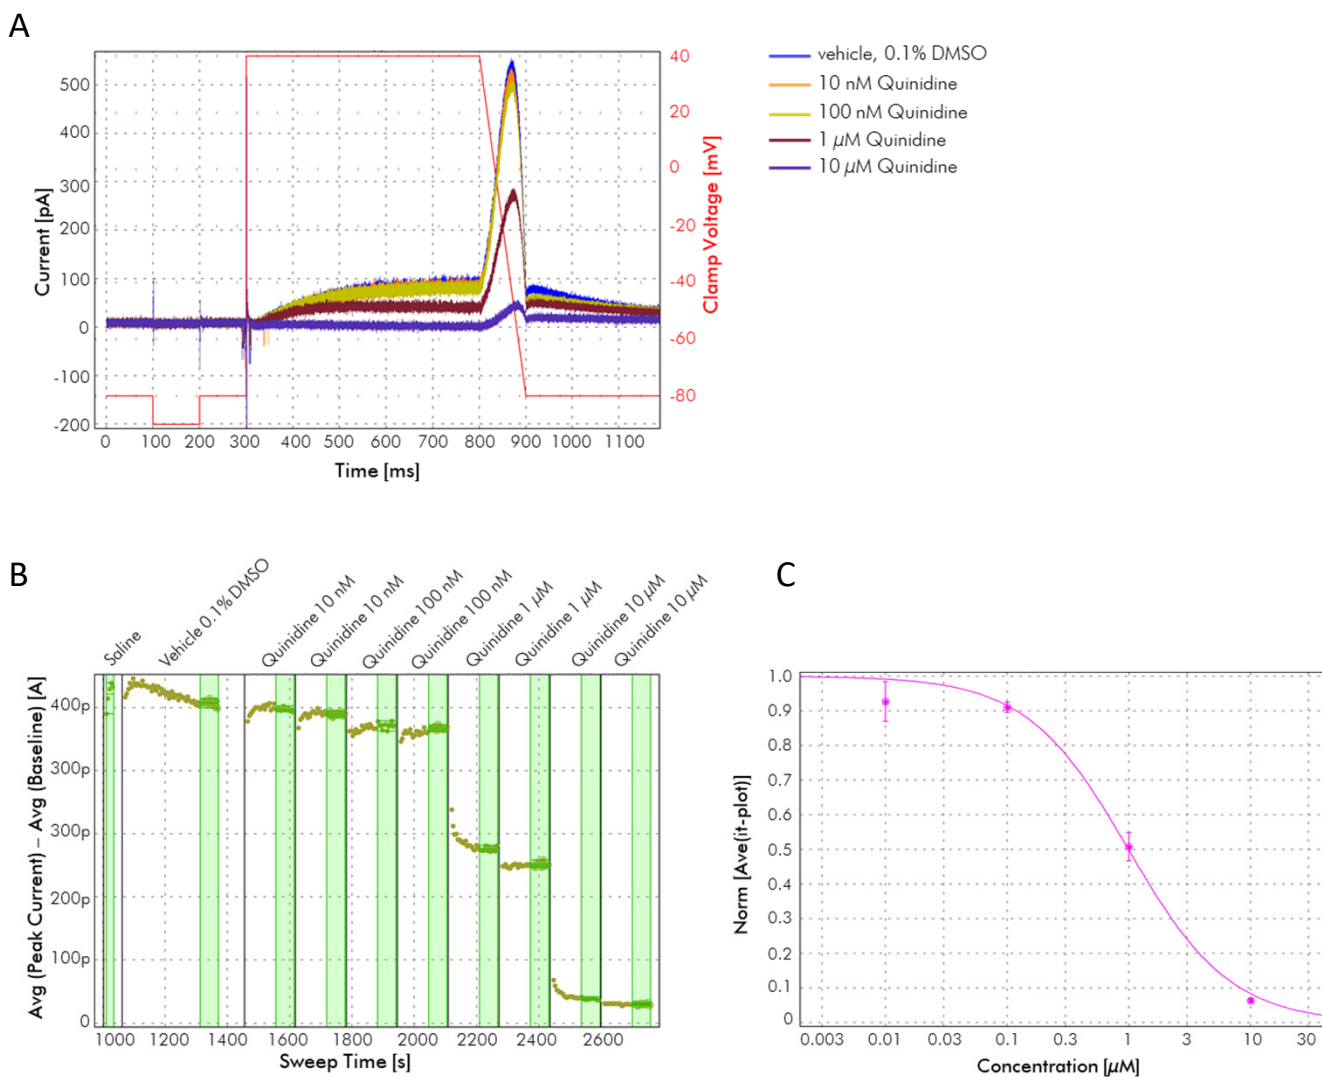 A
vehicle, 0.1% DMSO
10 nM Quinidine
100 nM Quinidine
1 µM Quinidine
10 µM Quinidine
Current [pA]
500
400
300
200
100
0
-100
-200
40
20
0
-20
-40
-60
-80
Clamp Voltage [mV]
0 100 200 300 400 500 600 700 800 900 1000 1100
Time [ms]
B
Saline
Vehicle 0.1% DMSO
Quinidine 10 nM
Quinidine 10 nM
Quinidine 100 nM
Quinidine 100 nM
Quinidine 1 µM
Quinidine 1 µM
Quinidine 10 µM
Quinidine 10 µM
Avg (Peak Current) – Avg (Baseline) [A]
400p
300p
300p
200p
100p
0
1000 1200 1400 1600 1800 2000 2200 2400 2600
Sweep Time [s]
C
Norm [Ave(it-plot)]
1.0
0.9
0.8
0.7
0.6
0.5
0.4
0.3
0.2
0.1
0
0.003 0.01 0.03 0.1 0.3 1 3 10 30
Concentration [µM]